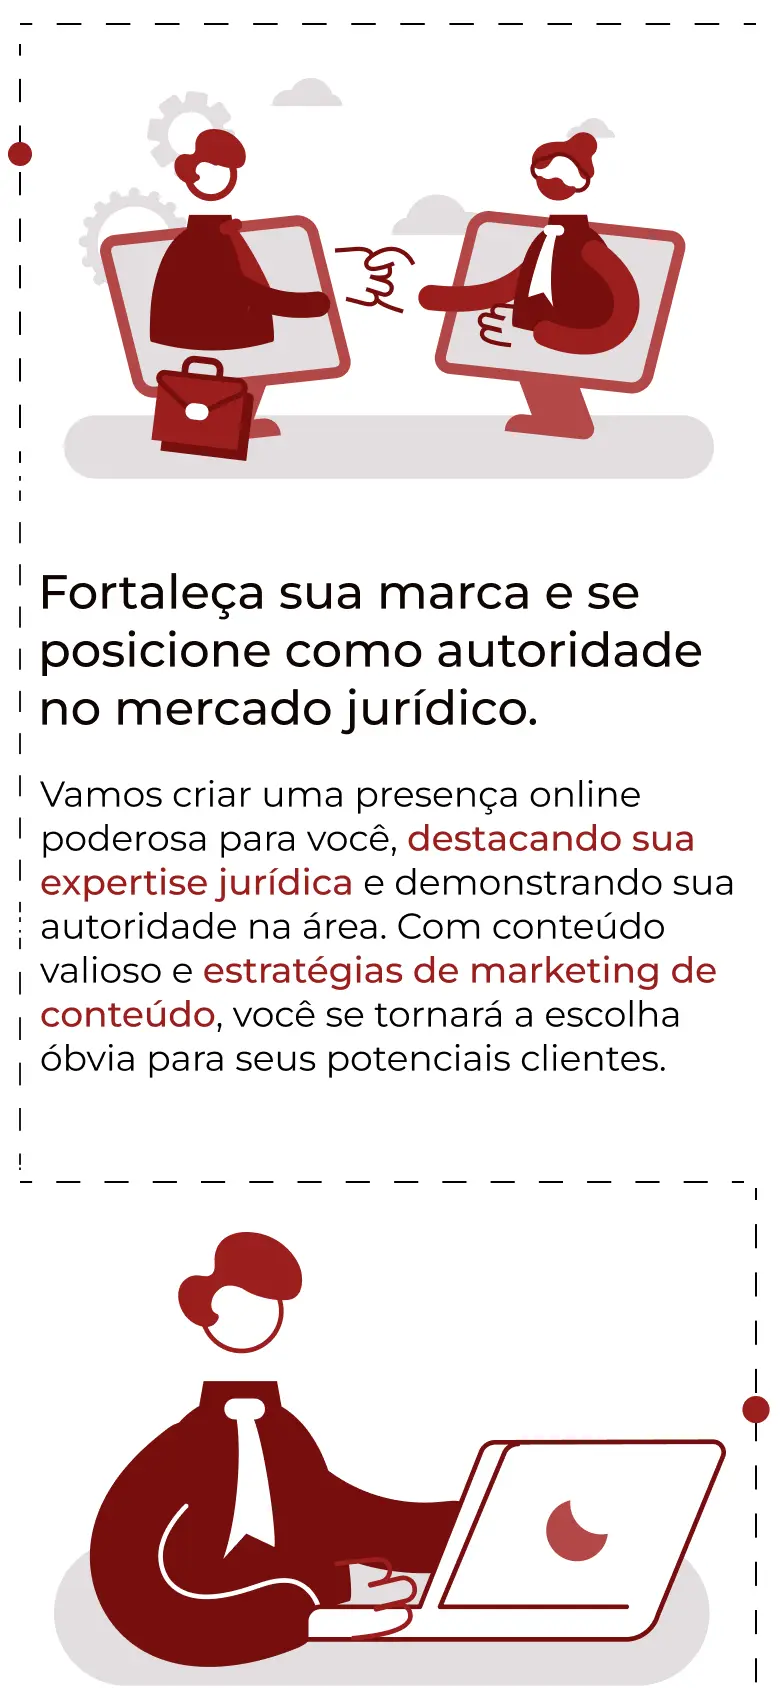 Fortaleça sua marca e se
posicione como autoridade
no mercado jurídico.
Vamos criar uma presença online
poderosa para você, destacando sua
expertise jurídica e demonstrando sua
autoridade na área. Com conteúdo
valioso e estratégias de marketing de
conteúdo, você se tornará a escolha
óbvia para seus potenciais clientes.